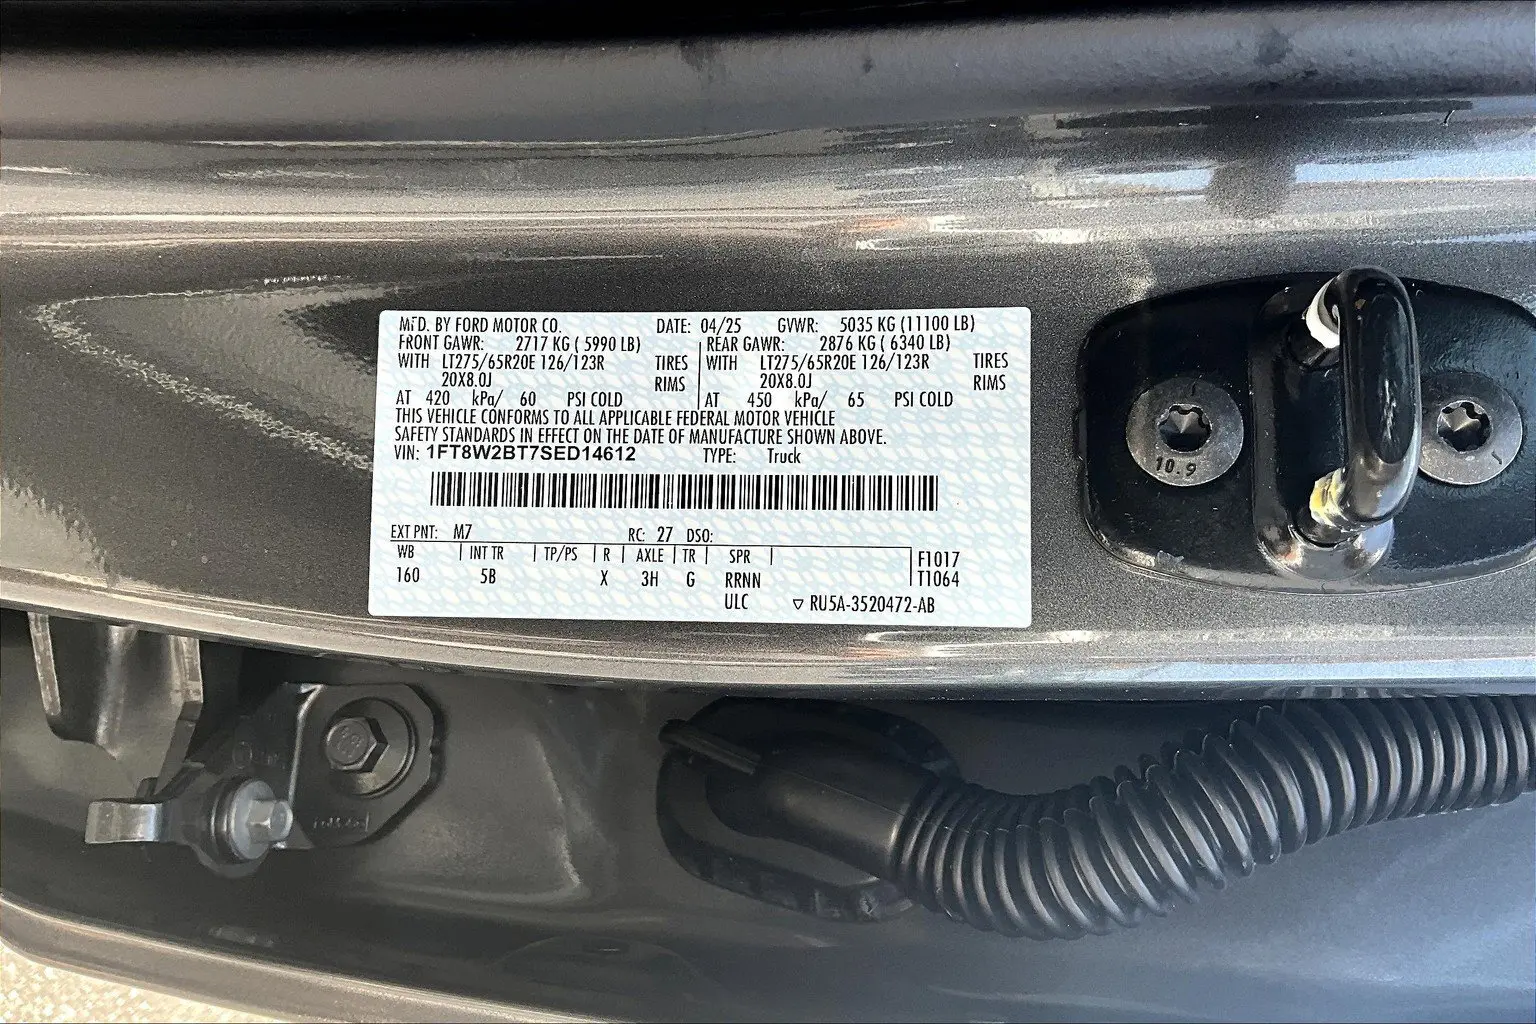 MFD. BY FORD MOTOR CO. DATE: 04/25 GVWR: 5035 KG (11100 LB)
FRONT GAWR: 2717 KG ( 5990 LB) REAR GAWR: 2876 KG ( 6340 LB)
WITH LT275/65R20E 126/123R TIRES WITH LT275/65R20E 126/123R TIRES
20X8.0J RIMS 20X8.0J RIMS
AT 420 kPa/ 60 PSI COLD AT 450 kPa/ 65 PSI COLD
THIS VEHICLE CONFORMS TO ALL APPLICABLE FEDERAL MOTOR VEHICLE
SAFETY STANDARDS IN EFFECT ON THE DATE OF MANUFACTURE SHOWN ABOVE.
VIN: 1FT8W2BT7SED14612 TYPE: Truck
EXT PNT: M7 RC: 27 DSO:
WB INT TR TP/PS R AXLE TR SPR F1017
160 5B X 3H G RRNN T1064
ULC ▽ RU5A-3520472-AB
10.9